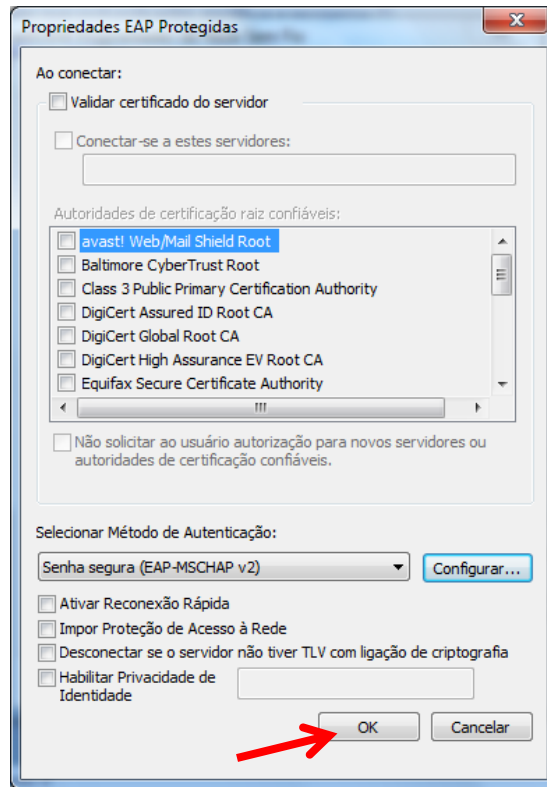 Propriedades EAP Protegidas
Ao conectar:
Validar certificado do servidor
Conectar-se a estes servidores:
Autoridades de certificação raiz confiáveis:
avast! Web/Mail Shield Root
Baltimore CyberTrust Root
Class 3 Public Primary Certification Authority
DigiCert Assured ID Root CA
DigiCert Global Root CA
DigiCert High Assurance EV Root CA
Equifax Secure Certificate Authority
Não solicitar ao usuário autorização para novos servidores ou
autoridades de certificação confiáveis.
Selecionar Método de Autenticação:
Senha segura (EAP-MSCHAP v2)
Configurar...
Ativar Reconexão Rápida
Impor Proteção de Acesso à Rede
Desconectar se o servidor não tiver TLV com ligação de criptografia
Habilitar Privacidade de
Identidade
OK
Cancelar